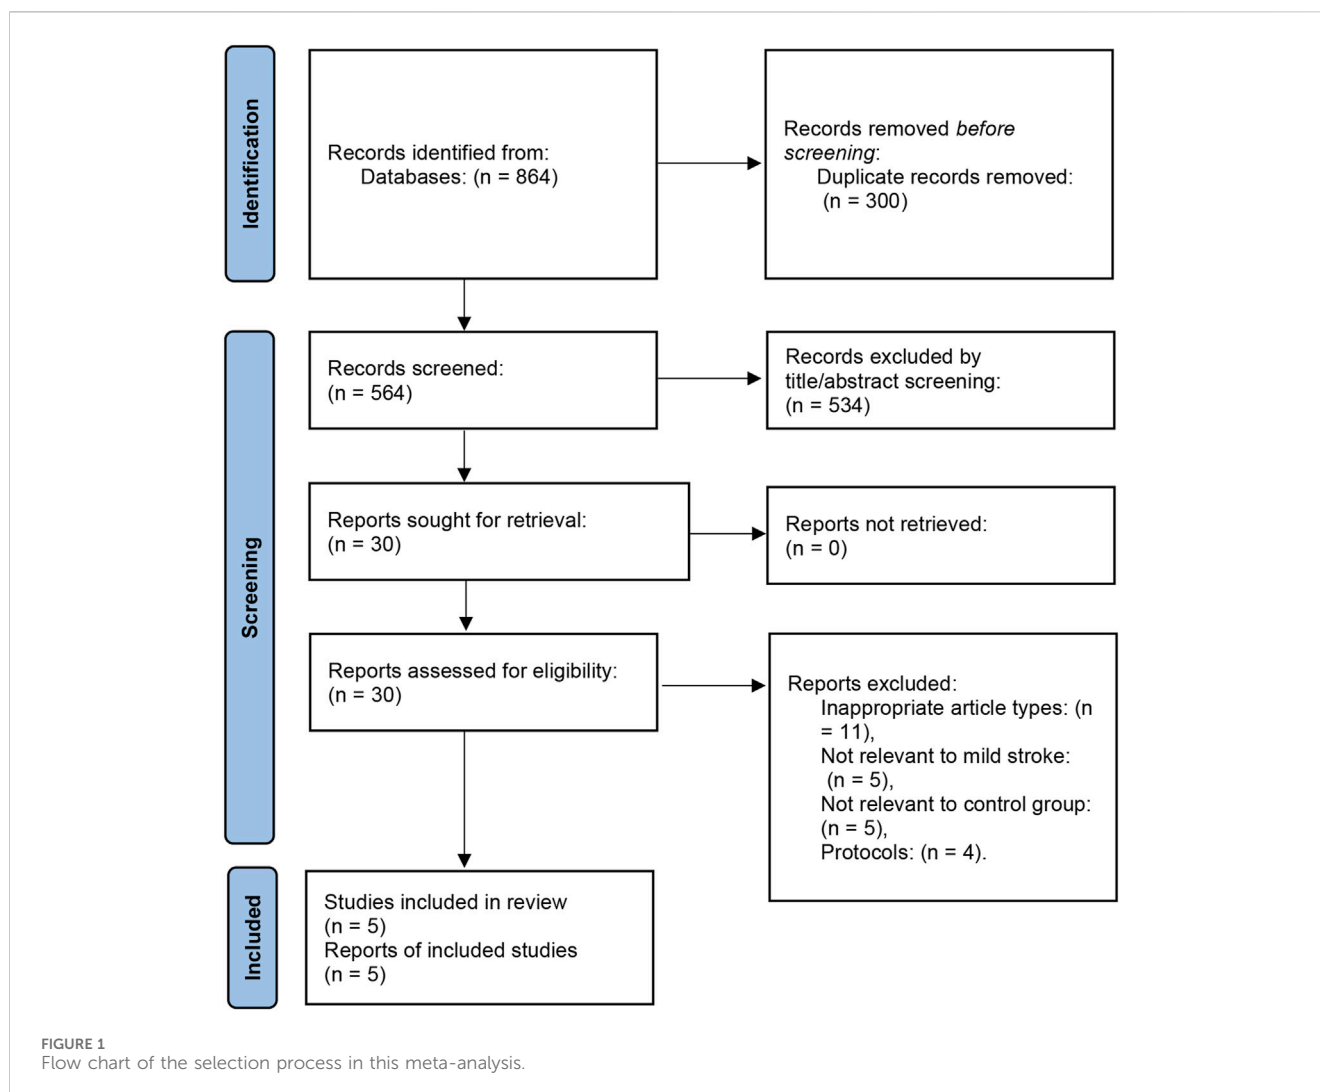 Identification
Records identified from:
Databases: (n = 864)
Records removed before
screening:
Duplicate records removed:
(n = 300)
Screening
Records screened:
(n = 564)
Records excluded by
title/abstract screening:
(n = 534)
Reports sought for retrieval:
(n = 30)
Reports not retrieved:
(n = 0)
Reports assessed for eligibility:
(n = 30)
Reports excluded:
Inappropriate article types: (n
= 11),
Not relevant to mild stroke:
(n = 5),
Not relevant to control group:
(n = 5),
Protocols: (n = 4).
Included
Studies included in review
(n = 5)
Reports of included studies
(n = 5)
FIGURE 1
Flow chart of the selection process in this meta-analysis.